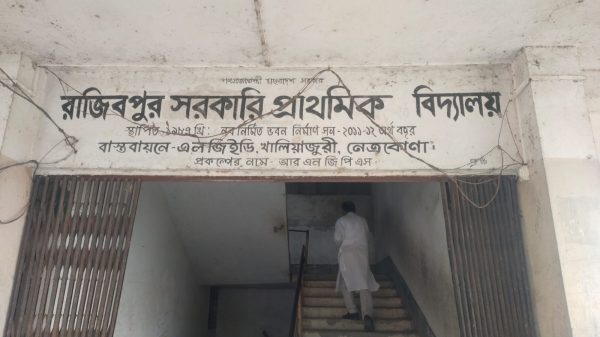 গণপ্রজাতন্ত্রী বাংলাদেশ সরকার
রাজিবপুর সরকারি প্রাথমিক বিদ্যালয়
স্থাপিত-১৯৮৭ খ্রি: নব নির্মিত ভবন নির্মাণ সন-২০১১-১২ অর্থ বছর
বাস্তবায়নে-এলজিইডি, খালিয়াজুরী, নেত্রকোণা।
প্রকল্পের নাম- আর এন জি পি এস.